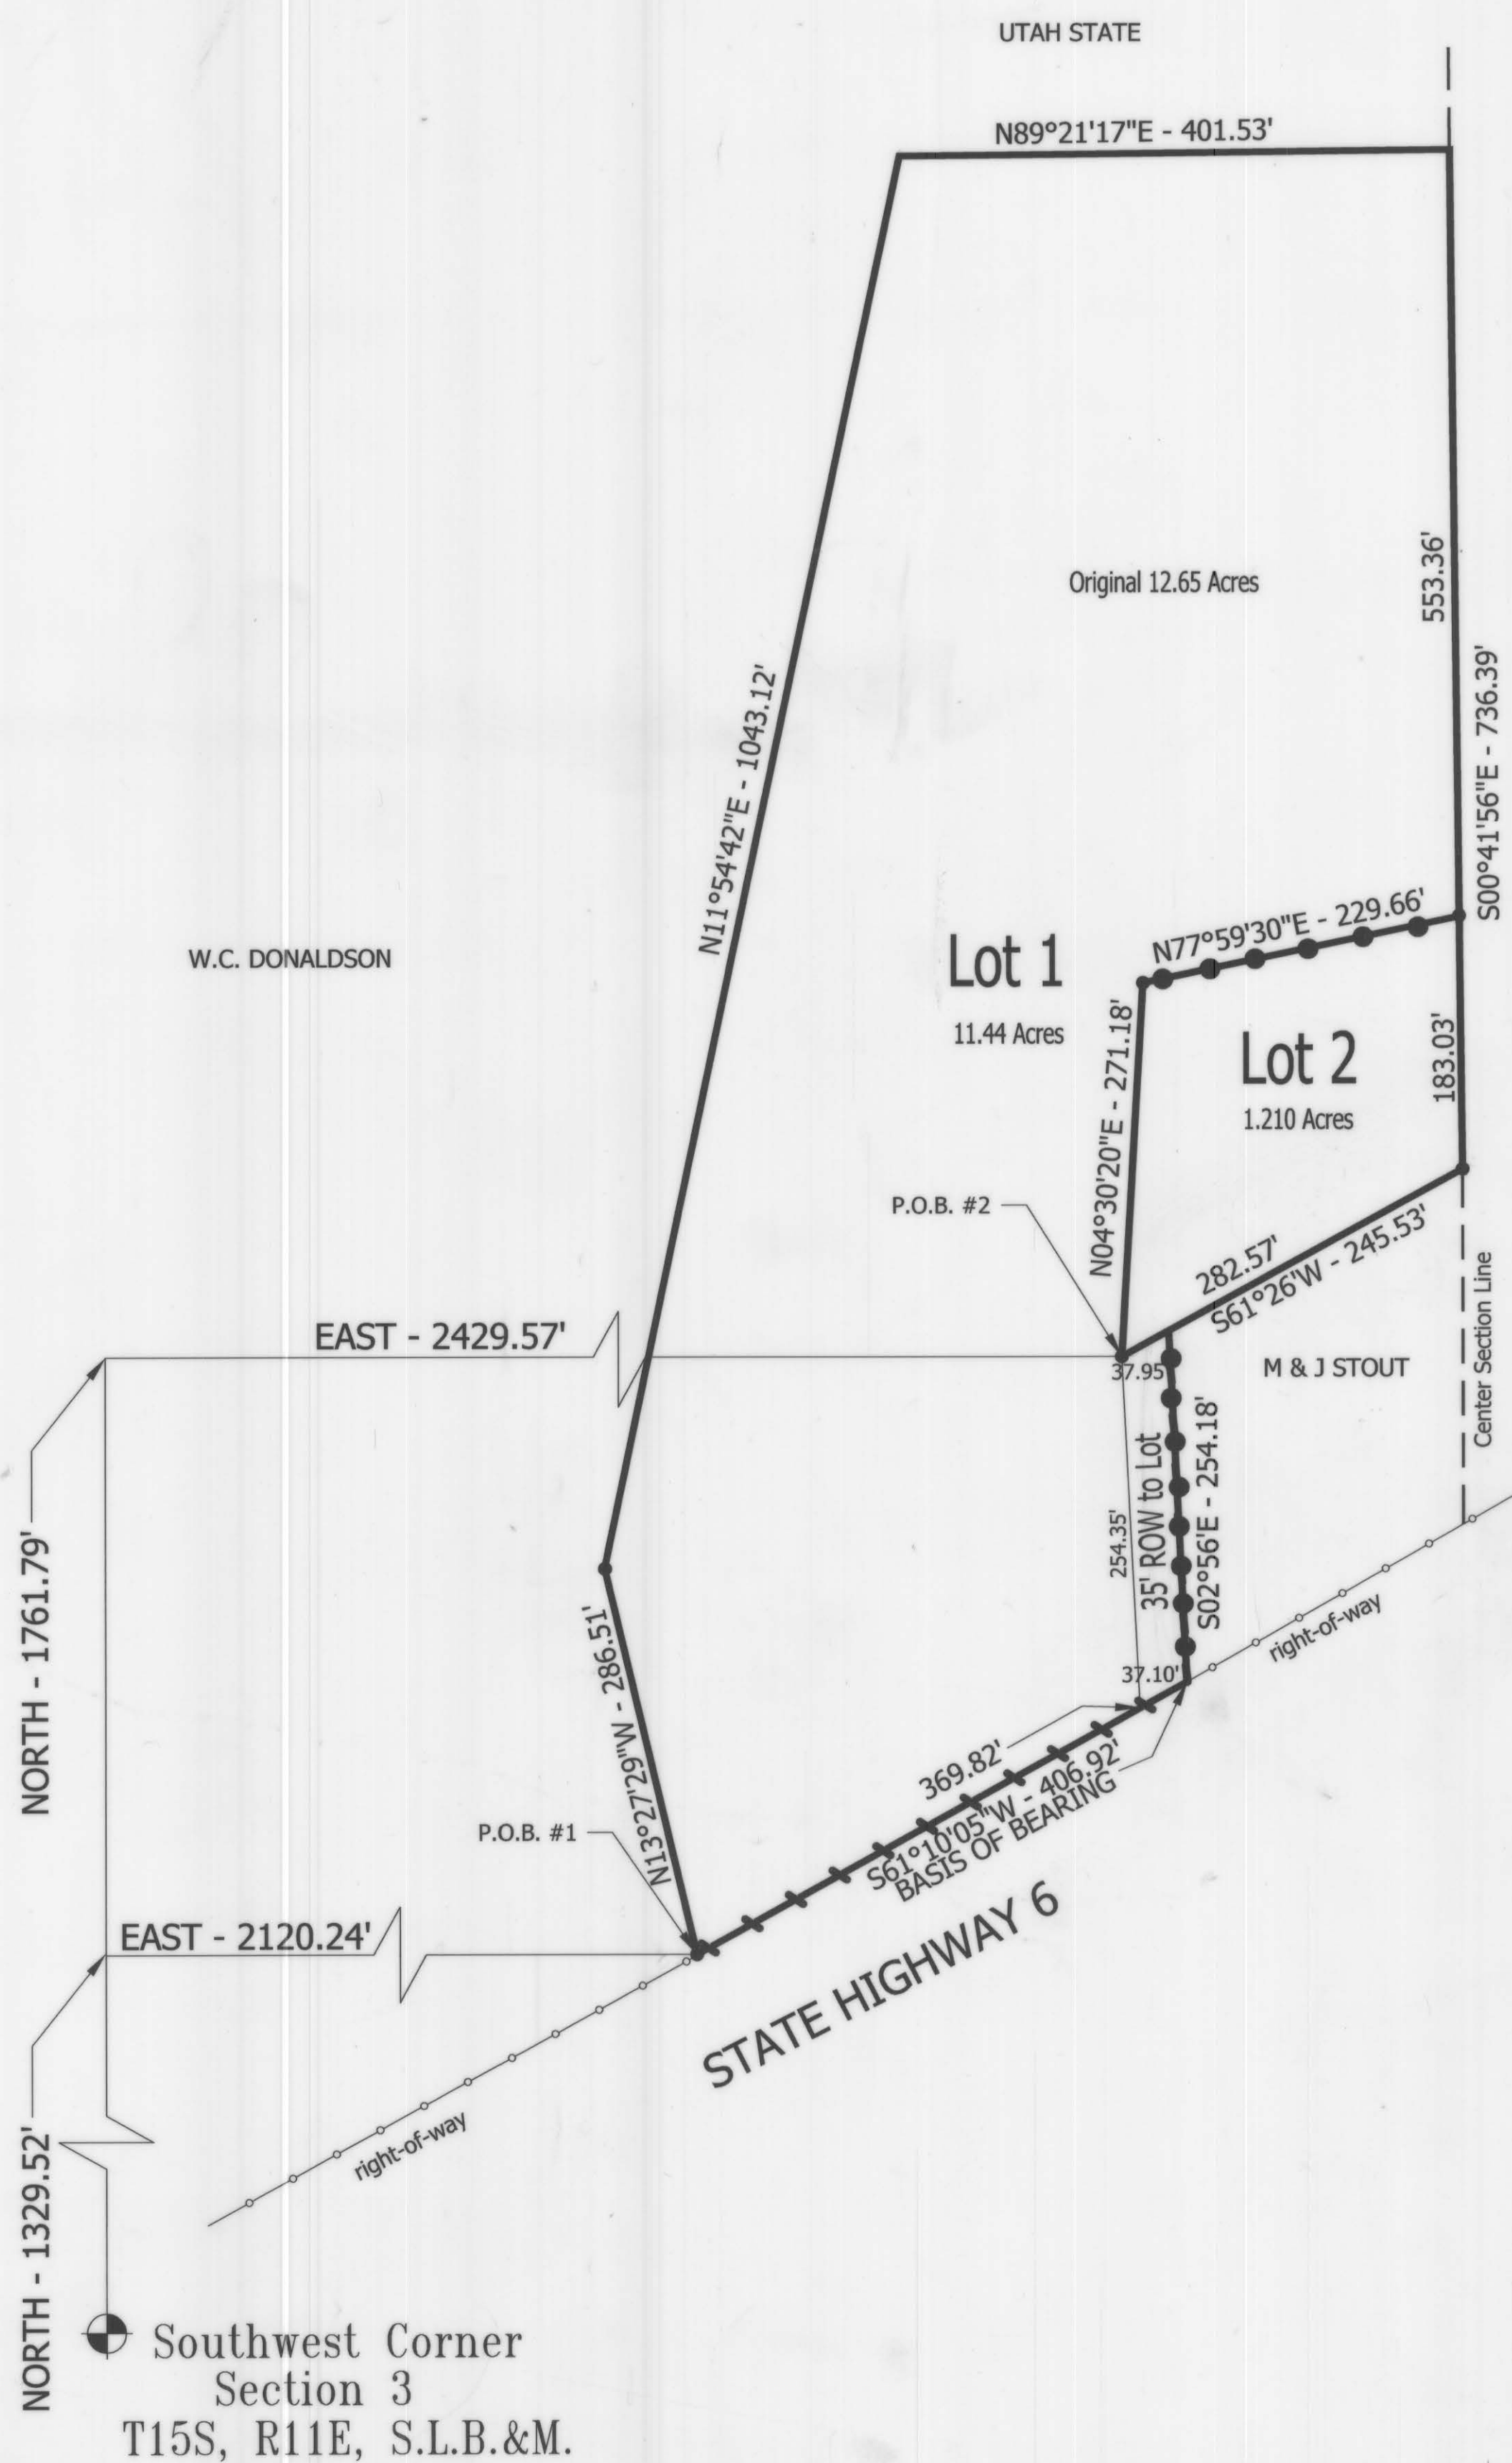 UTAH STATE
N89°21'17"E - 401.53'
553.36'
Original 12.65 Acres
S00°41'56"E - 736.39'
N11°54'42"E - 1043.12'
W.C. DONALDSON
N77°59'30"E - 229.66'
Lot 1
11.44 Acres
N04°30'20"E - 271.18'
Lot 2
1.210 Acres
183.03'
P.O.B. #2
282.57'
S61°26'W - 245.53'
Center Section Line
EAST - 2429.57'
37.95'
M & J STOUT
254.35'
35' ROW to Lot
S02°56'E - 254.18'
NORTH - 1761.79'
N13°27'29"W - 286.51'
right-of-way
37.10'
369.82'
S61°10'05"W - 406.92'
BASIS OF BEARING
P.O.B. #1
STATE HIGHWAY 6
EAST - 2120.24'
right-of-way
NORTH - 1329.52'
Southwest Corner
Section 3
T15S, R11E, S.L.B.&M.